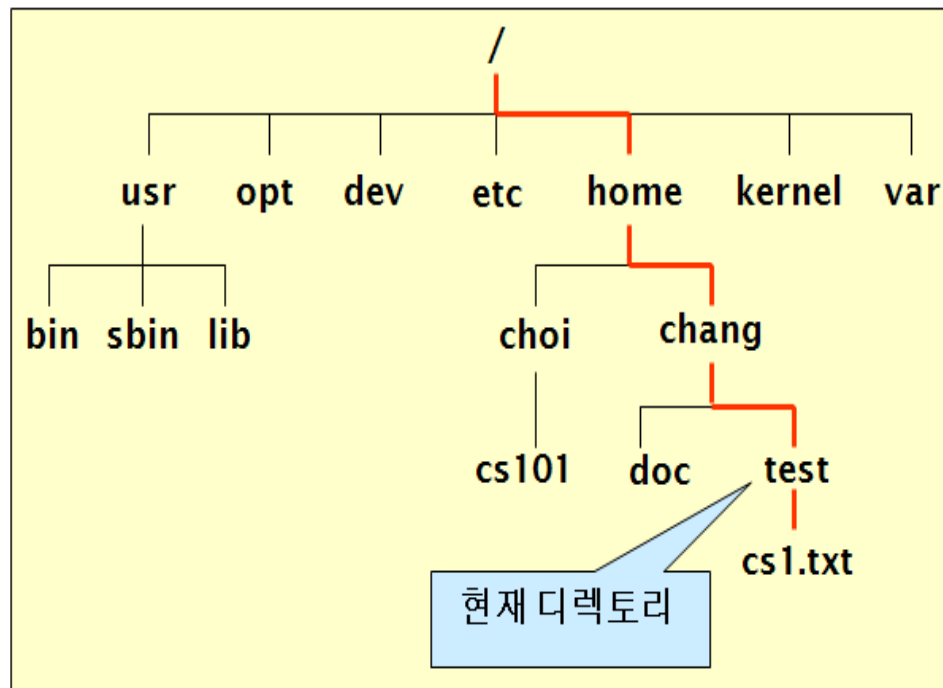 /
usr opt dev etc home kernel var
bin sbin lib choi chang
cs101 doc test
cs1.txt
현재 디렉토리